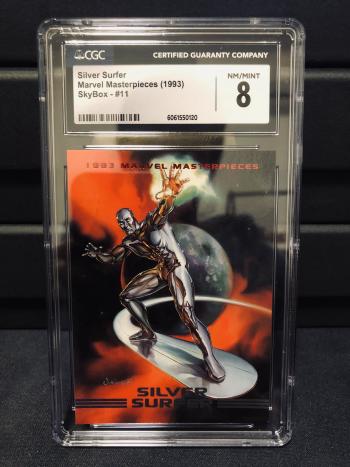 CGC
CERTIFIED GUARANTY COMPANY
Silver Surfer
Marvel Masterpieces (1993)
SkyBox - #11
NM/MINT
8
6061550120
1993 MARVEL MASTERPIECES
SILVER
SURFER